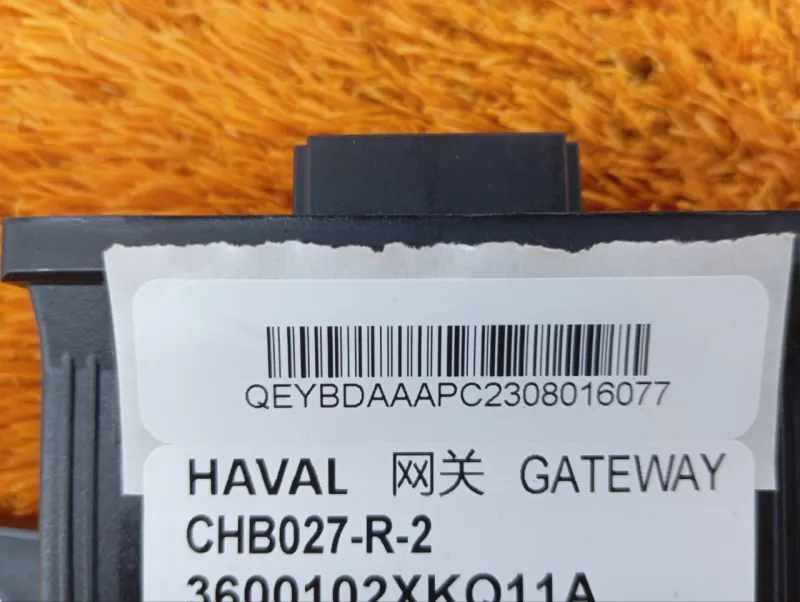 QEYBDAAAPC2308016077
HAVAL 网关 GATEWAY
CHB027-R-2
3600102XKQ11A